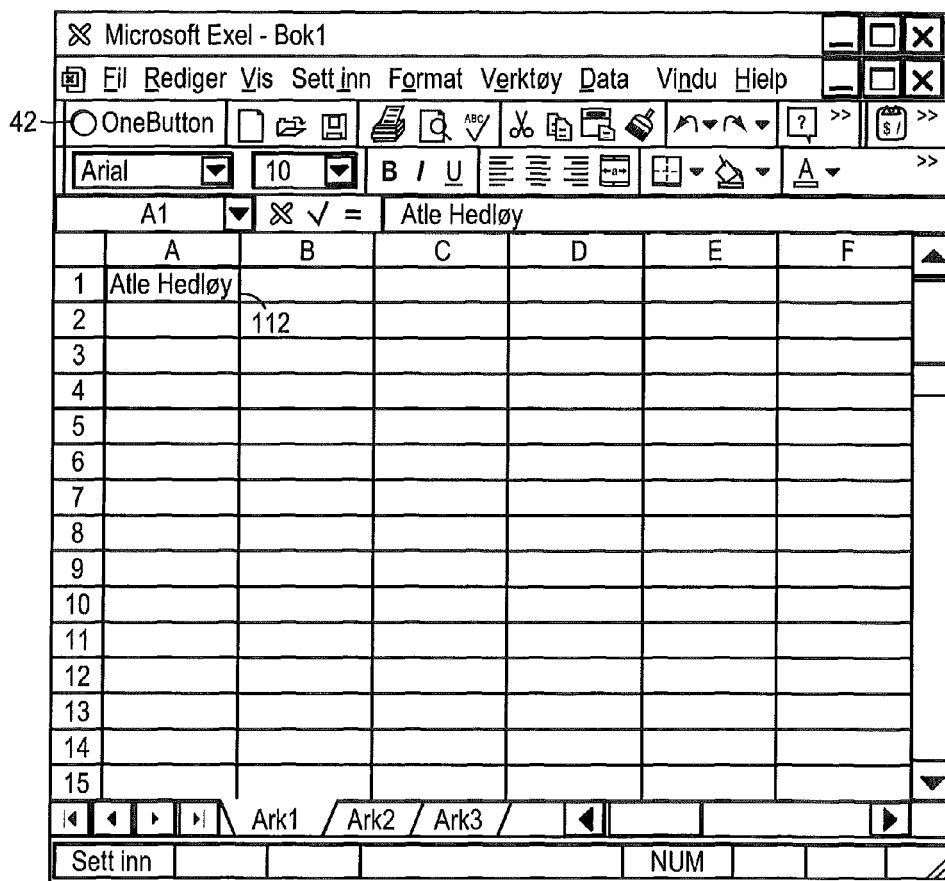 Microsoft Exel - Bok1
Fil Rediger Vis Sett inn Format Verktøy Data Vindu Hielp
42 OneButton ABC ? >> $ / >>
Arial 10 B I U a A >>
A1 = Atle Hedløy
A B C D E F
1 Atle Hedløy
2 112
3
4
5
6
7
8
9
10
11
12
13
14
15
Ark1 Ark2 Ark3
Sett inn NUM